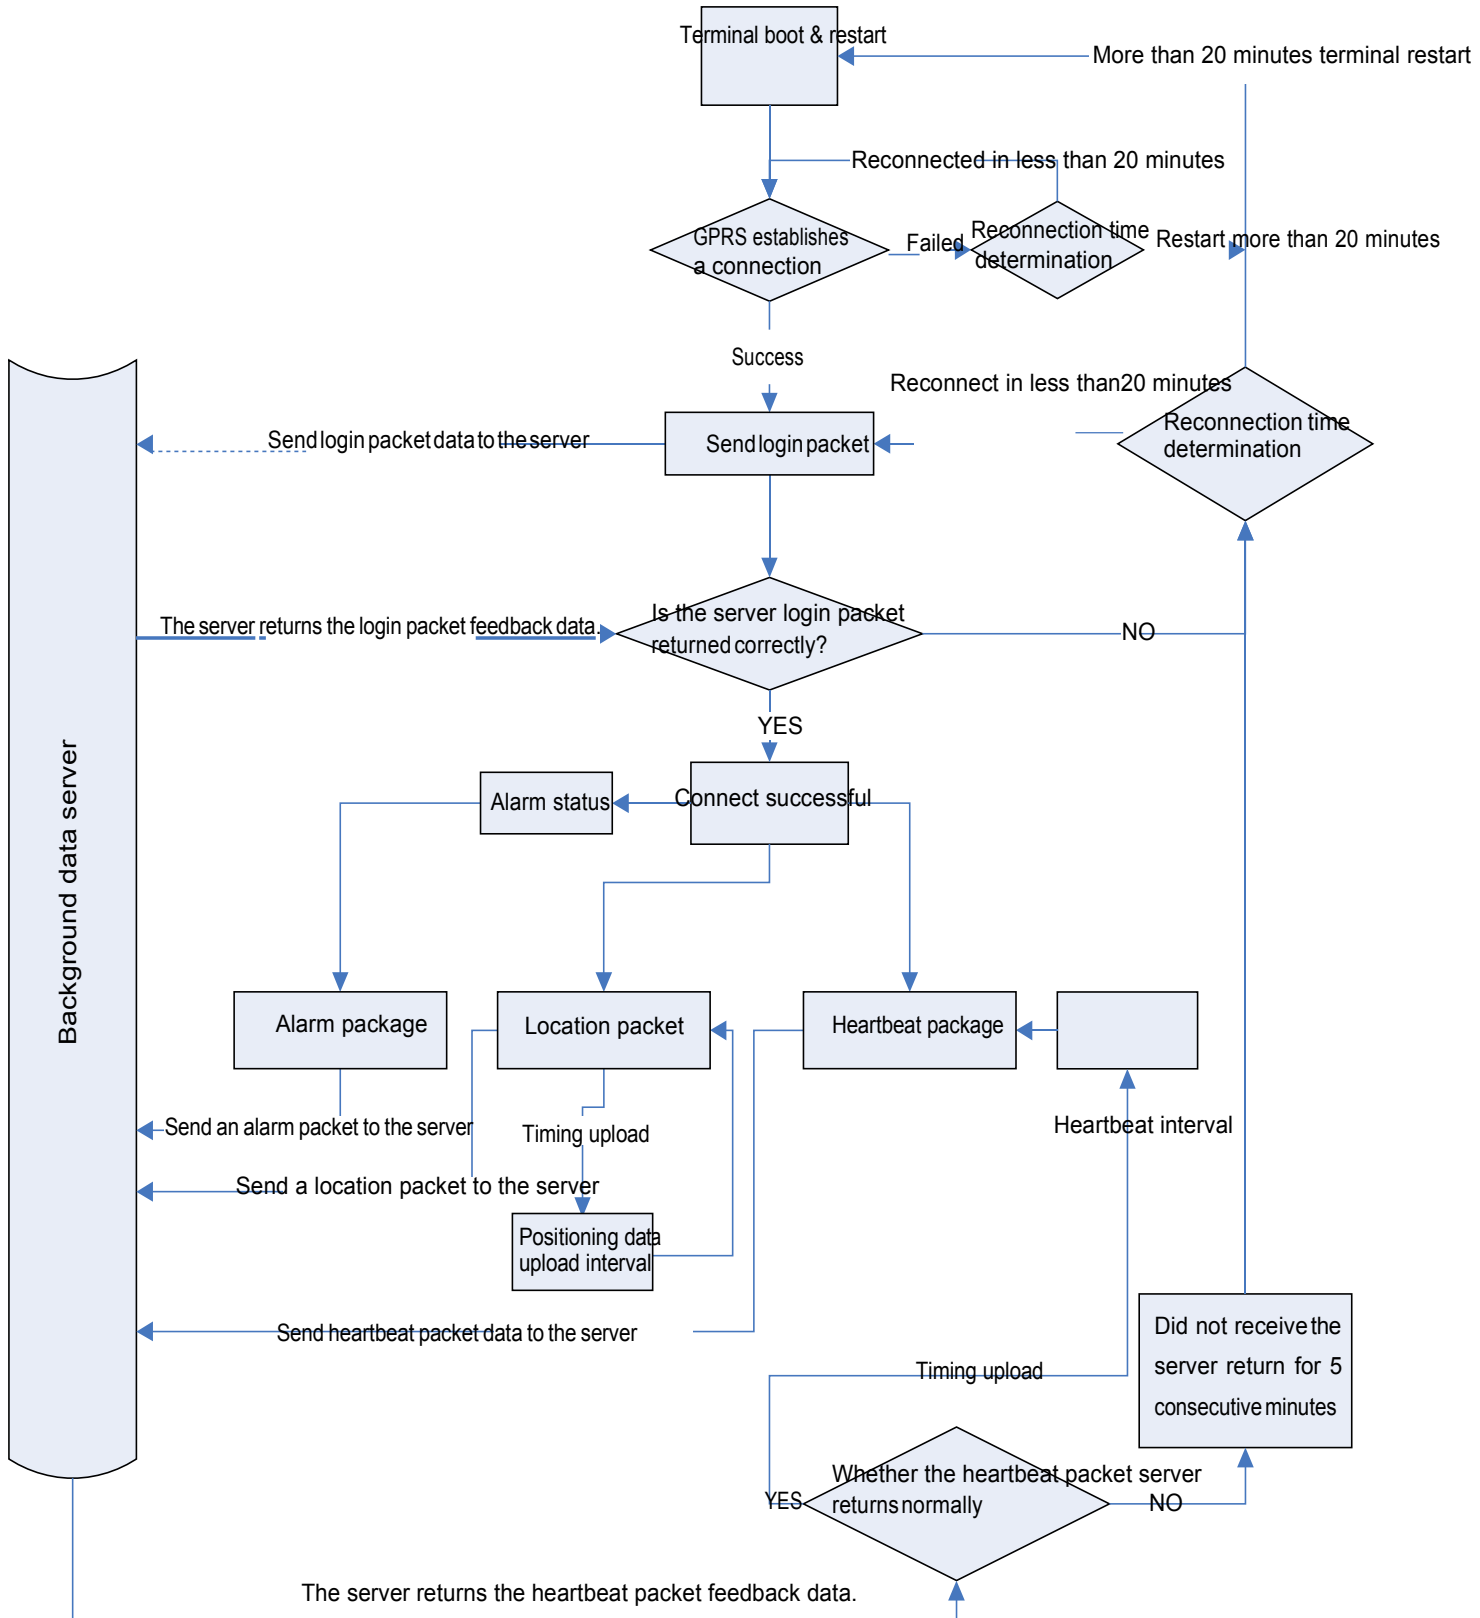 Terminal boot & restart
More than 20 minutes terminal restart
Reconnected in less than 20 minutes
GPRS establishes
a connection
Failed
Reconnection time
determination
Restart more than 20 minutes
Success
Reconnect in less than20 minutes
Reconnection time
determination
Send login packet data to the server
Send login packet
The server returns the login packet feedback data.
Is the server login packet
returned correctly?
NO
YES
Background data server
Alarm status
Connect successful
Alarm package
Location packet
Heartbeat package
Send an alarm packet to the server
Timing upload
Heartbeat interval
Send a location packet to the server
Positioning data
upload interval
Send heartbeat packet data to the server
Did not receive the
server return for 5
consecutive minutes
Timing upload
Whether the heartbeat packet server
returns normally
YES
NO
The server returns the heartbeat packet feedback data.